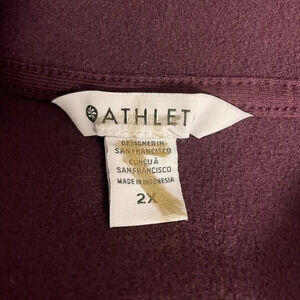 ATHLET
DESIGNED IN
SAN FRANCISCO
CONÇU À
SAN FRANCISCO
MADE IN INDONESIA
2X